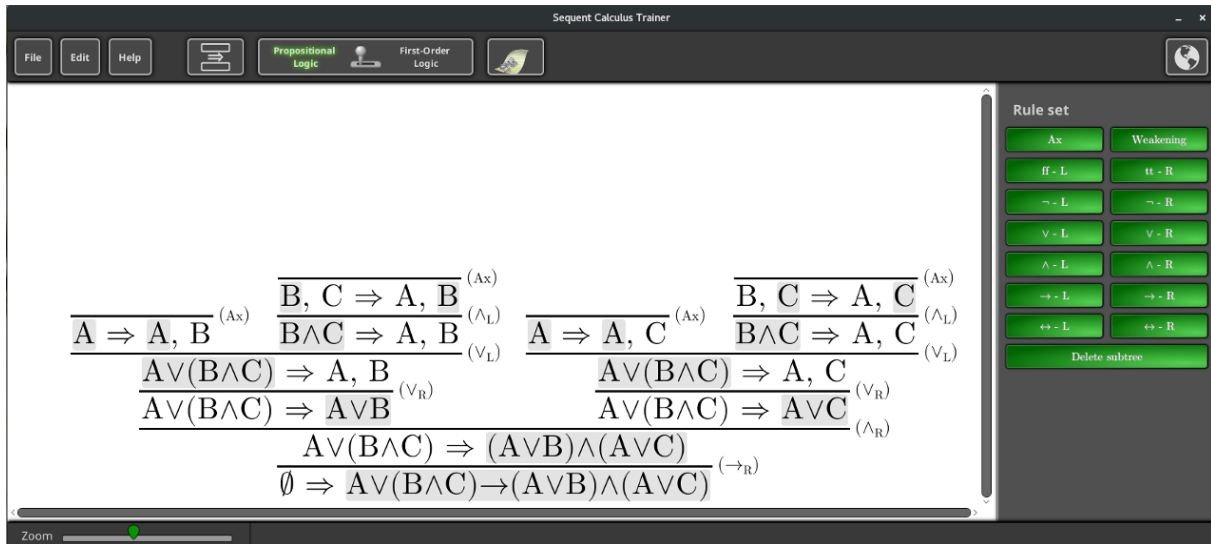 Sequent Calculus Trainer
File Edit Help Propositional Logic First-Order Logic
Rule set
Ax Weakening
ff - L tt - R
¬ - L ¬ - R
∨ - L ∨ - R
∧ - L ∧ - R
→ - L → - R
↔ - L ↔ - R
Delete subtree
(Ax) (Ax)
B, C ⇒ A, B B, C ⇒ A, C
(Ax) (∧L) (Ax) (∧L)
A ⇒ A, B B∧C ⇒ A, B A ⇒ A, C B∧C ⇒ A, C
(∨L) (∨L)
A∨(B∧C) ⇒ A, B A∨(B∧C) ⇒ A, C
(∨R) (∨R)
A∨(B∧C) ⇒ A∨B A∨(B∧C) ⇒ A∨C
(∧R)
A∨(B∧C) ⇒ (A∨B)∧(A∨C)
(→R)
∅ ⇒ A∨(B∧C)→(A∨B)∧(A∨C)
Zoom